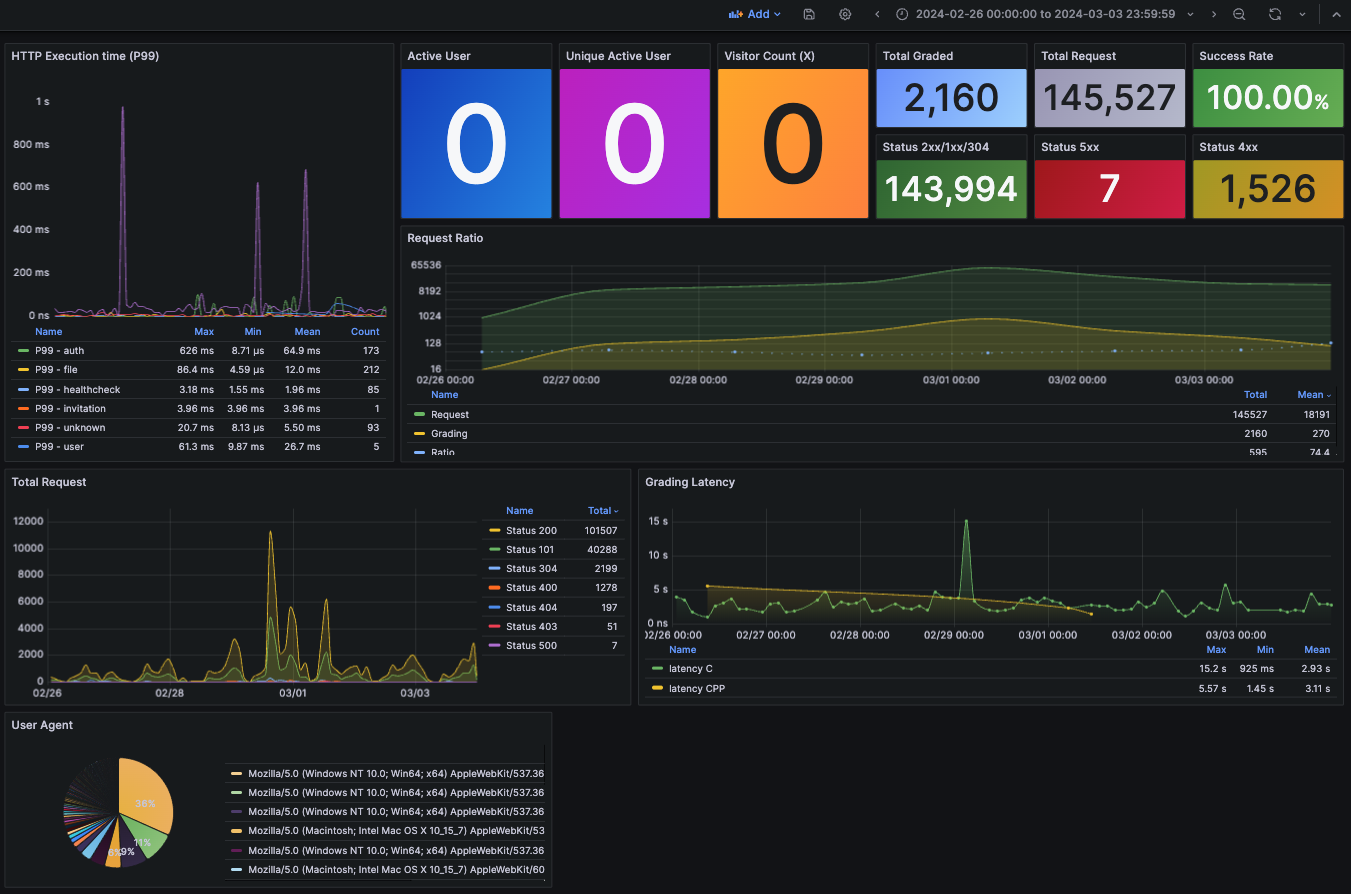 Add 2024-02-26 00:00:00 to 2024-03-03 23:59:59
HTTP Execution time (P99)
1 s
800 ms
600 ms
400 ms
200 ms
0 ns
Name Max Min Mean Count
P99 - auth 626 ms 8.71 µs 64.9 ms 173
P99 - file 86.4 ms 4.59 µs 12.0 ms 212
P99 - healthcheck 3.18 ms 1.55 ms 1.96 ms 85
P99 - invitation 3.96 ms 3.96 ms 3.96 ms 1
P99 - unknown 20.7 ms 8.13 µs 5.50 ms 93
P99 - user 61.3 ms 9.87 ms 26.7 ms 5
Active User
0
Unique Active User
0
Visitor Count (X)
0
Total Graded
2,160
Total Request
145,527
Success Rate
100.00%
Status 2xx/1xx/304
143,994
Status 5xx
7
Status 4xx
1,526
Request Ratio
65536
8192
1024
128
16
02/26 00:00 02/27 00:00 02/28 00:00 02/29 00:00 03/01 00:00 03/02 00:00 03/03 00:00
Name Total Mean
Request 145527 18191
Grading 2160 270
Ratio 595 74.4
Total Request
12000
10000
8000
6000
4000
2000
0
02/26 02/28 03/01 03/03
Name Total
Status 200 101507
Status 101 40288
Status 304 2199
Status 400 1278
Status 404 197
Status 403 51
Status 500 7
Grading Latency
15 s
10 s
5 s
0 ns
02/26 00:00 02/27 00:00 02/28 00:00 02/29 00:00 03/01 00:00 03/02 00:00 03/03 00:00
Name Max Min Mean
latency C 15.2 s 925 ms 2.93 s
latency CPP 5.57 s 1.45 s 3.11 s
User Agent
36%
11%
9%
Mozilla/5.0 (Windows NT 10.0; Win64; x64) AppleWebKit/537.36
Mozilla/5.0 (Windows NT 10.0; Win64; x64) AppleWebKit/537.36
Mozilla/5.0 (Windows NT 10.0; Win64; x64) AppleWebKit/537.36
Mozilla/5.0 (Macintosh; Intel Mac OS X 10_15_7) AppleWebKit/53
Mozilla/5.0 (Windows NT 10.0; Win64; x64) AppleWebKit/537.36
Mozilla/5.0 (Macintosh; Intel Mac OS X 10_15_7) AppleWebKit/60